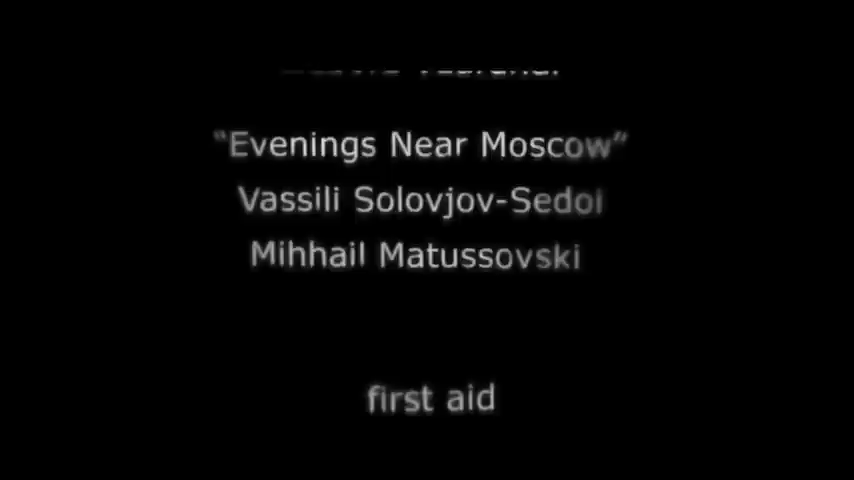 “Evenings Near Moscow”
Vassili Solovjov-Sedoi
Mihhail Matussovski
first aid